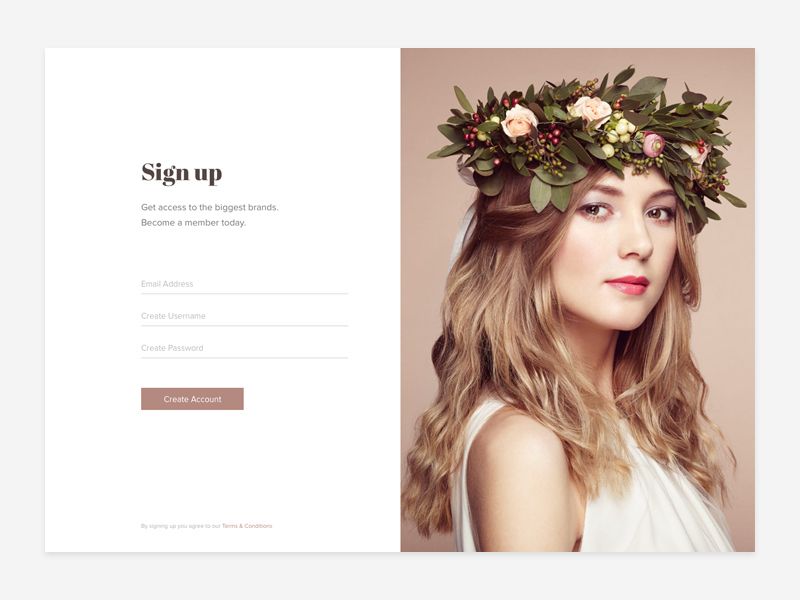 Sign up
Get access to the biggest brands.
Become a member today.
Email Address
Create Username
Create Password
Create Account
By signing up you agree to our Terms & Conditions